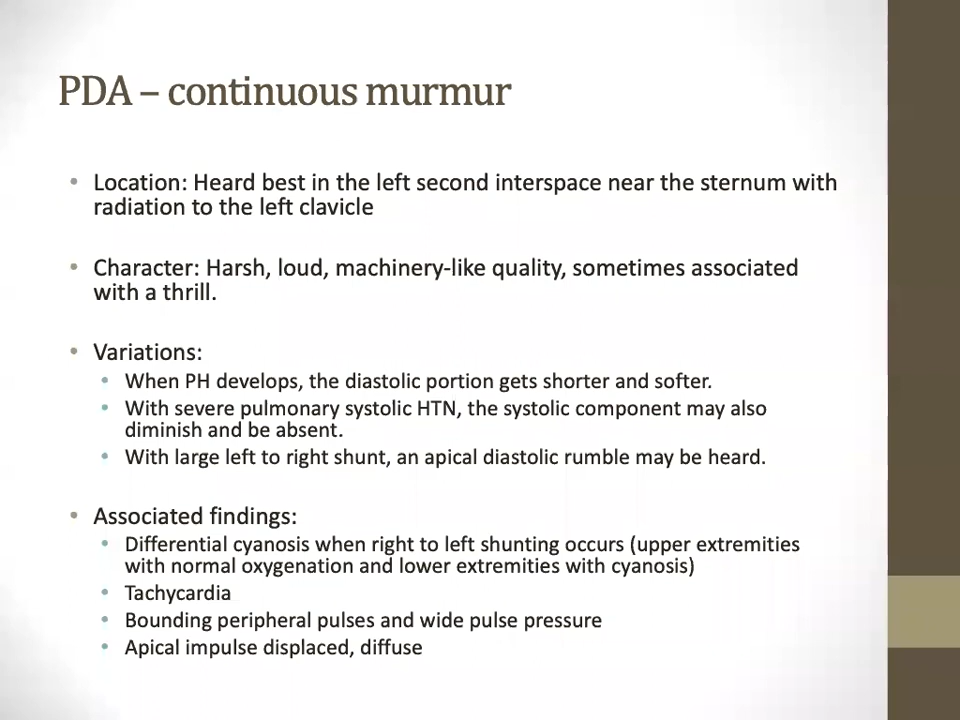 PDA – continuous murmur
• Location: Heard best in the left second interspace near the sternum with
radiation to the left clavicle
• Character: Harsh, loud, machinery-like quality, sometimes associated
with a thrill.
• Variations:
• When PH develops, the diastolic portion gets shorter and softer.
• With severe pulmonary systolic HTN, the systolic component may also
diminish and be absent.
• With large left to right shunt, an apical diastolic rumble may be heard.
• Associated findings:
• Differential cyanosis when right to left shunting occurs (upper extremities
with normal oxygenation and lower extremities with cyanosis)
• Tachycardia
• Bounding peripheral pulses and wide pulse pressure
• Apical impulse displaced, diffuse